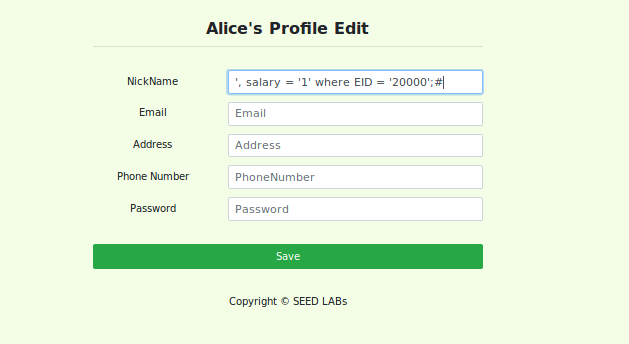 Alice's Profile Edit
NickName ', salary = '1' where EID = '20000';#
Email Email
Address Address
Phone Number PhoneNumber
Password Password
Save
Copyright © SEED LABs